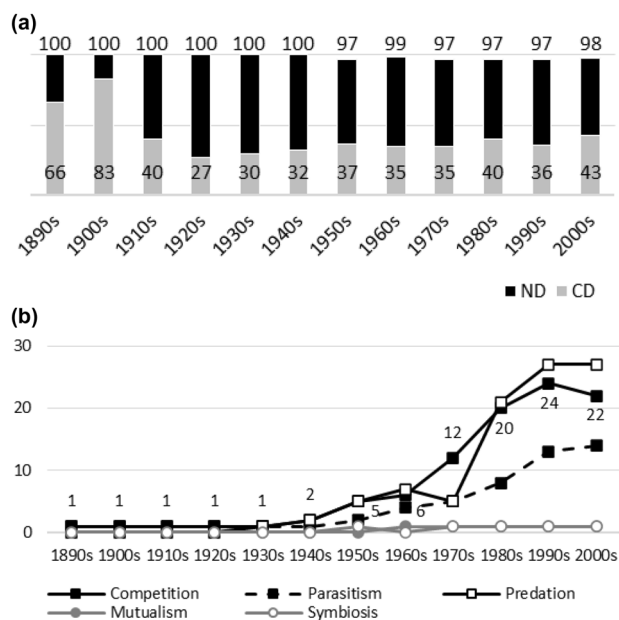 (a)
100 100 100 100 100 100 97 99 97 97 97 98
66 83 40 27 30 32 37 35 35 40 36 43
1890s 1900s 1910s 1920s 1930s 1940s 1950s 1960s 1970s 1980s 1990s 2000s
ND CD
(b)
30
20
10
0
1 1 1 1 1 2 5 6 12 20 24 22
1890s 1900s 1910s 1920s 1930s 1940s 1950s 1960s 1970s 1980s 1990s 2000s
Competition Parasitism Predation
Mutualism Symbiosis